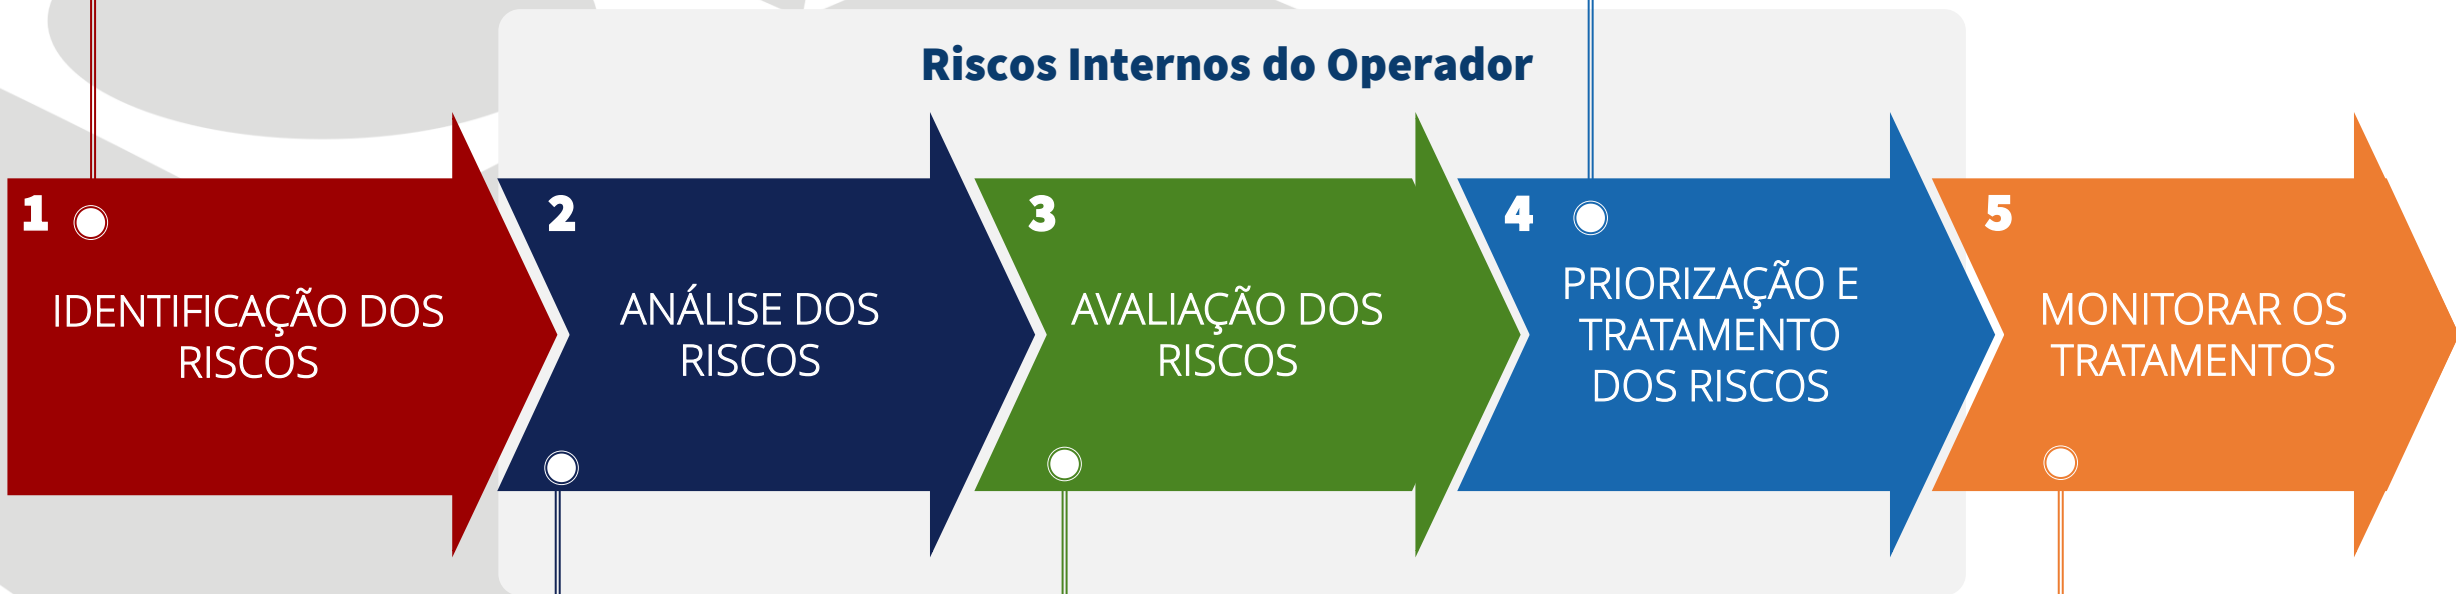 Riscos Internos do Operador
1
IDENTIFICAÇÃO DOS
RISCOS
2
ANÁLISE DOS
RISCOS
3
AVALIAÇÃO DOS
RISCOS
4
PRIORIZAÇÃO E
TRATAMENTO
DOS RISCOS
5
MONITORAR OS
TRATAMENTOS